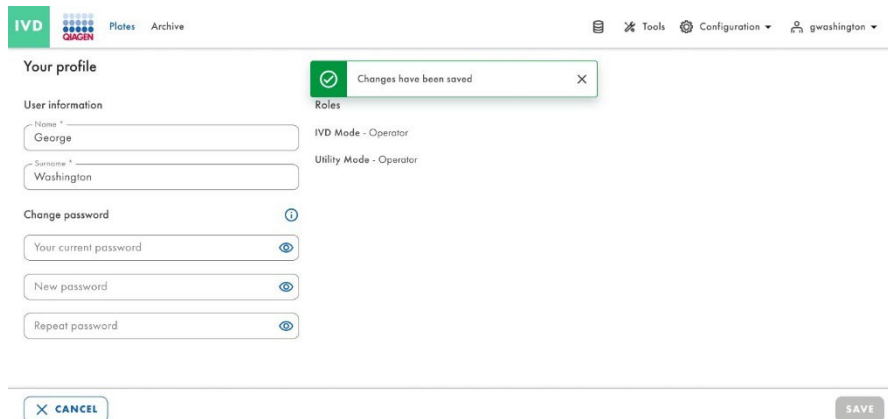 IVD
QIAGEN
Plates
Archive
Tools
Configuration
gwashington
Your profile
Changes have been saved
User information
Roles
Name *
George
IVD Mode - Operator
Surname *
Washington
Utility Mode - Operator
Change password
Your current password
New password
Repeat password
CANCEL
SAVE